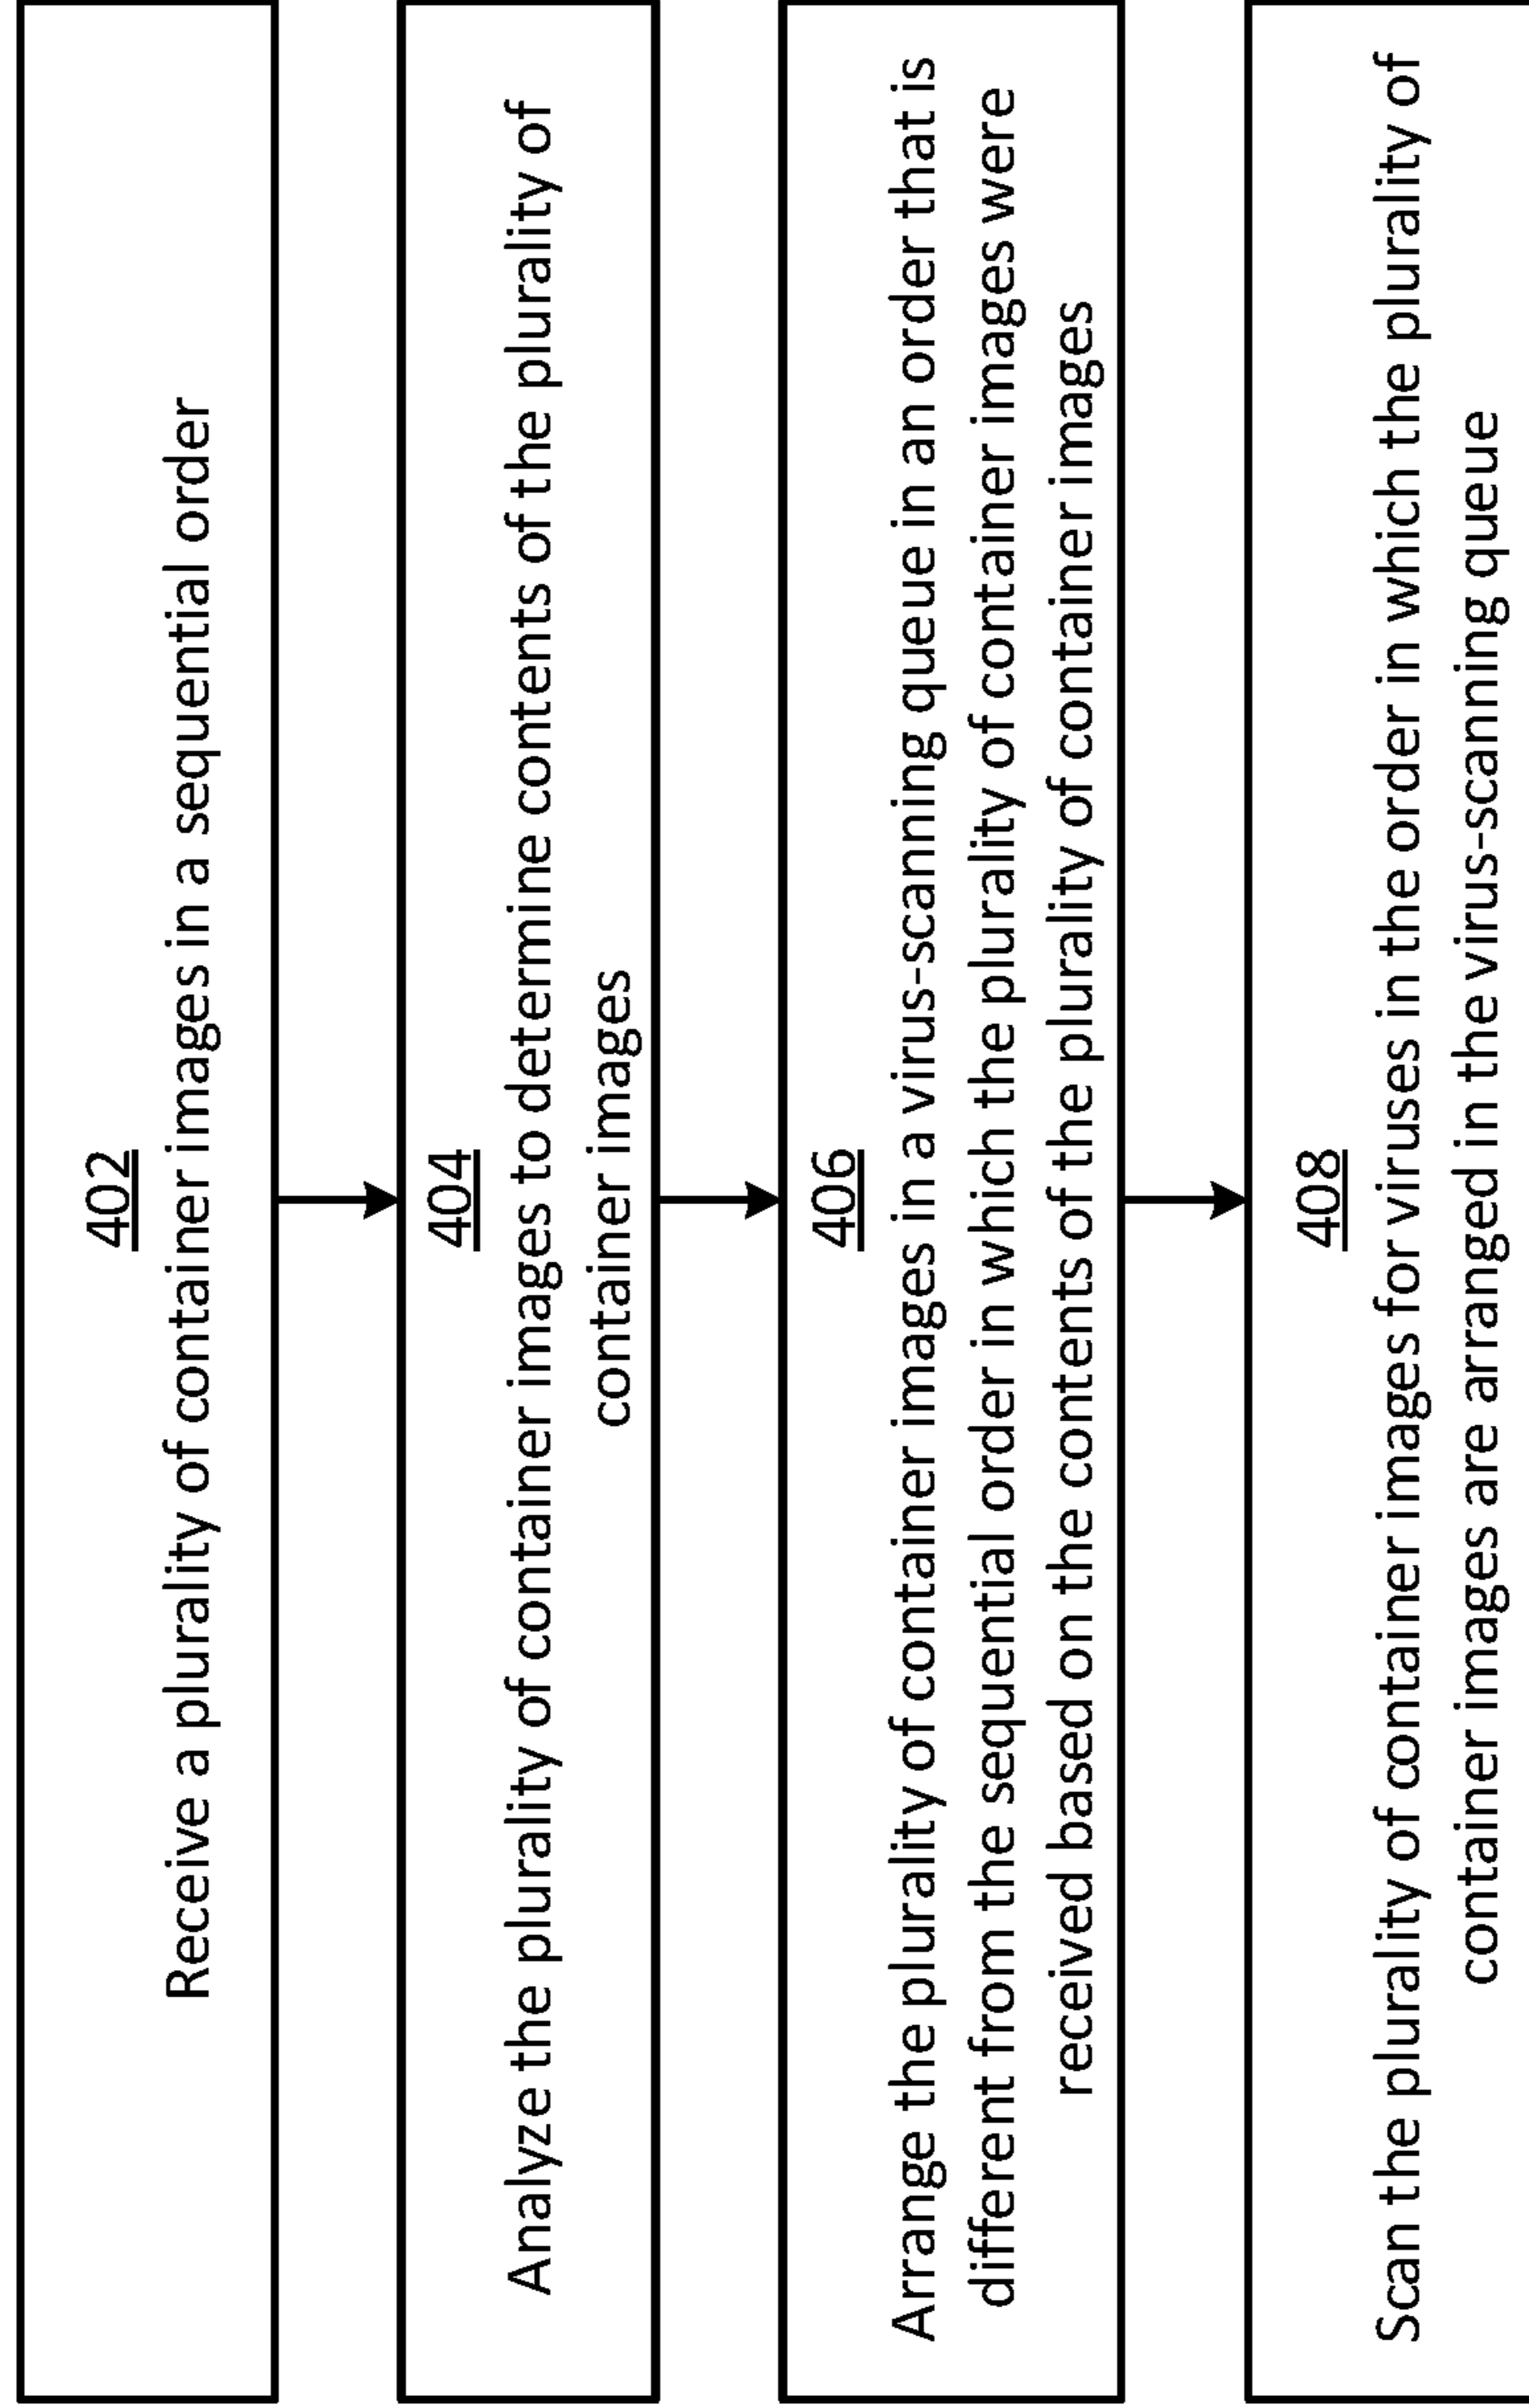 402
Receive a plurality of container images in a sequential order
404
Analyze the plurality of container images to determine contents of the plurality of
container images
406
Arrange the plurality of container images in a virus-scanning queue in an order that is
different from the sequential order in which the plurality of container images were
received based on the contents of the plurality of container images
408
Scan the plurality of container images for viruses in the order in which the plurality of
container images are arranged in the virus-scanning queue